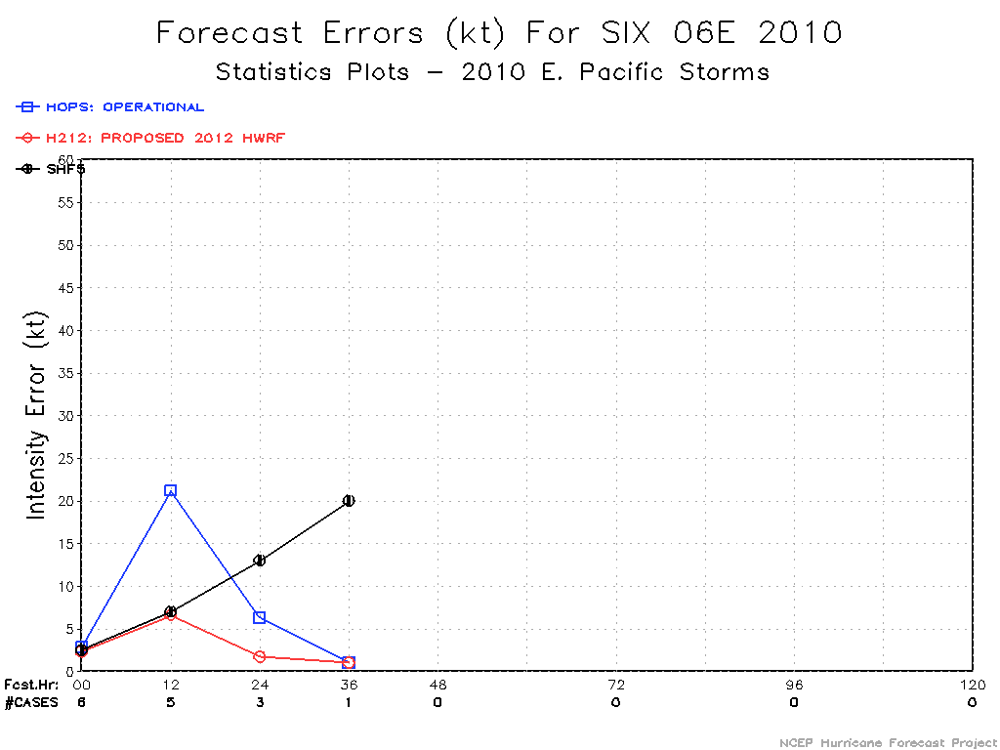 Forecast Errors (kt) For SIX 06E 2010
Statistics Plots - 2010 E. Pacific Storms
HOPS: OPERATIONAL
H212: PROPOSED 2012 HWRF
SHF5
60
55
50
45
40
35
30
25
20
15
10
5
0
Intensity Error (kt)
Fcst.Hr: 00 12 24 36 48 72 96 120
#CASES 6 5 3 1 0 0 0 0
NCEP Hurricane Forecast Project